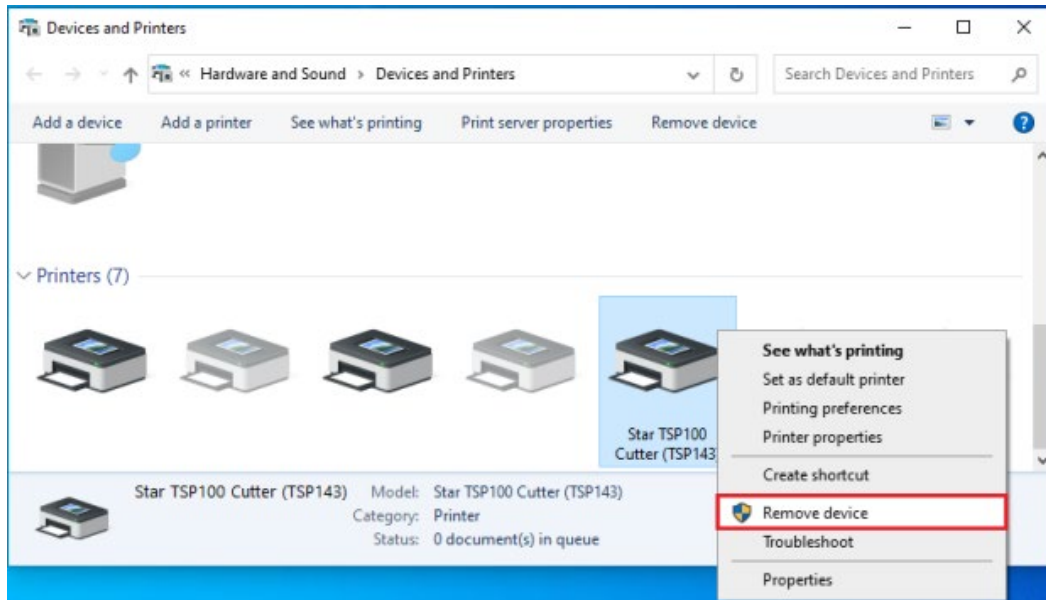 Devices and Printers
« Hardware and Sound > Devices and Printers
Search Devices and Printers
Add a device Add a printer See what's printing Print server properties Remove device
?
Printers (7)
Star TSP100
Cutter (TSP143
See what's printing
Set as default printer
Printing preferences
Printer properties
Create shortcut
Remove device
Troubleshoot
Properties
Star TSP100 Cutter (TSP143) Model: Star TSP100 Cutter (TSP143)
Category: Printer
Status: 0 document(s) in queue